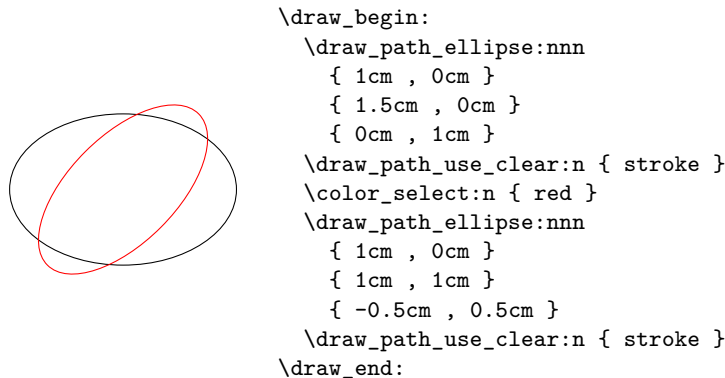 \draw_begin:
  \draw_path_ellipse:nnn
    { 1cm , 0cm }
    { 1.5cm , 0cm }
    { 0cm , 1cm }
  \draw_path_use_clear:n { stroke }
  \color_select:n { red }
  \draw_path_ellipse:nnn
    { 1cm , 0cm }
    { 1cm , 1cm }
    { -0.5cm , 0.5cm }
  \draw_path_use_clear:n { stroke }
\draw_end: